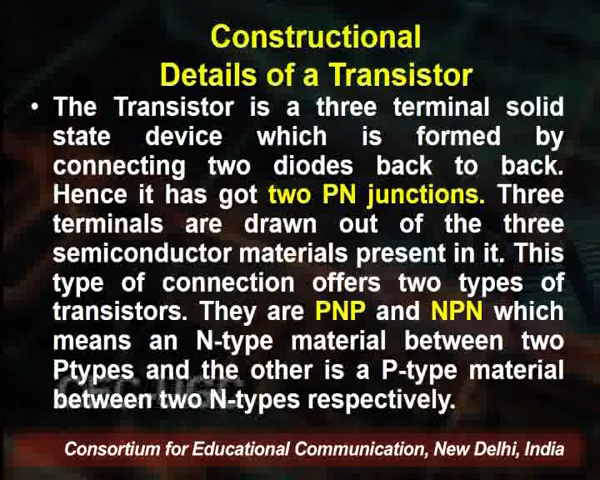 Constructional
Details of a Transistor
• The Transistor is a three terminal solid
state device which is formed by
connecting two diodes back to back.
Hence it has got two PN junctions. Three
terminals are drawn out of the three
semiconductor materials present in it. This
type of connection offers two types of
transistors. They are PNP and NPN which
means an N-type material between two
Ptypes and the other is a P-type material
between two N-types respectively.
CEC-UGC
Consortium for Educational Communication, New Delhi, India